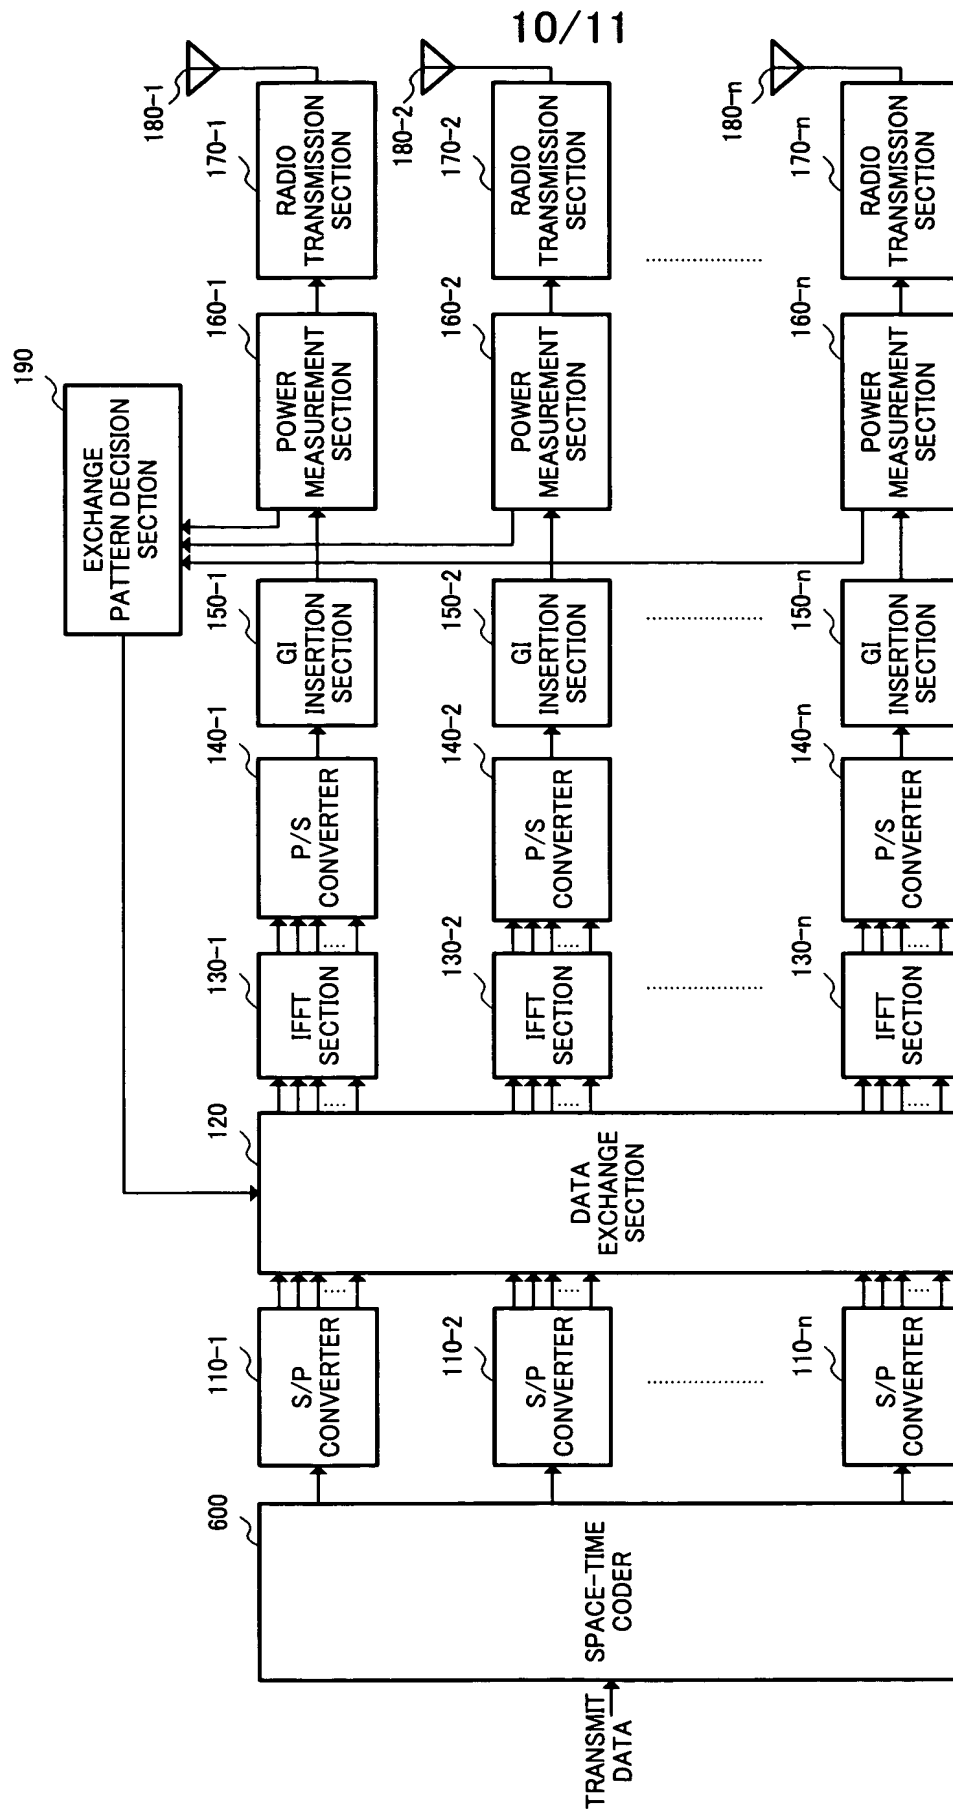 10/11
190
EXCHANGE
PATTERN DECISION
SECTION
600
110-1
120
130-1
140-1
150-1
160-1
170-1
180-1
S/P
CONVERTER
IFFT
SECTION
P/S
CONVERTER
GI
INSERTION
SECTION
POWER
MEASUREMENT
SECTION
RADIO
TRANSMISSION
SECTION
TRANSMIT
DATA
SPACE-TIME
CODER
DATA
EXCHANGE
SECTION
110-2
130-2
140-2
150-2
160-2
170-2
180-2
S/P
CONVERTER
IFFT
SECTION
P/S
CONVERTER
GI
INSERTION
SECTION
POWER
MEASUREMENT
SECTION
RADIO
TRANSMISSION
SECTION
110-n
130-n
140-n
150-n
160-n
170-n
180-n
S/P
CONVERTER
IFFT
SECTION
P/S
CONVERTER
GI
INSERTION
SECTION
POWER
MEASUREMENT
SECTION
RADIO
TRANSMISSION
SECTION